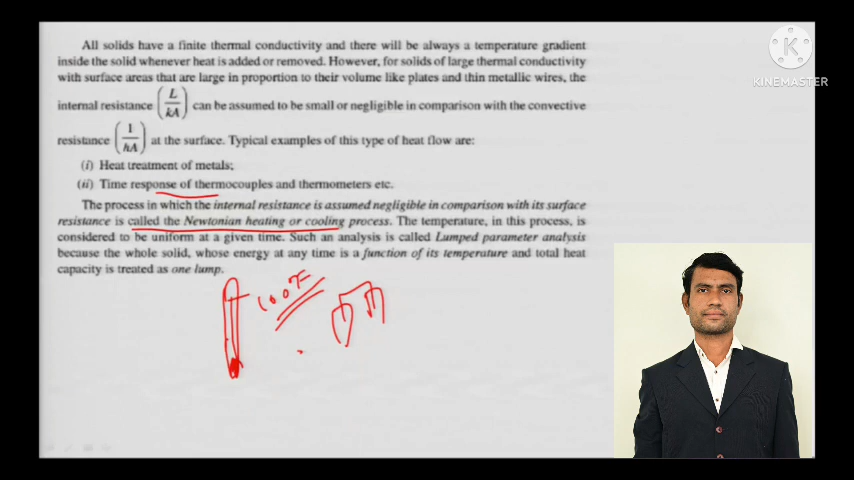 All solids have a finite thermal conductivity and there will be always a temperature gradient
inside the solid whenever heat is added or removed. However, for solids of large thermal conductivity
with surface areas that are large in proportion to their volume like plates and thin metallic wires, the
internal resistance (L/kA) can be assumed to be small or negligible in comparison with the convective
resistance (1/hA) at the surface. Typical examples of this type of heat flow are:
(i) Heat treatment of metals;
(ii) Time response of thermocouples and thermometers etc.
The process in which the internal resistance is assumed negligible in comparison with its surface
resistance is called the Newtonian heating or cooling process. The temperature, in this process, is
considered to be uniform at a given time. Such an analysis is called Lumped parameter analysis
because the whole solid, whose energy at any time is a function of its temperature and total heat
capacity is treated as one lump.
K
KINEMASTER